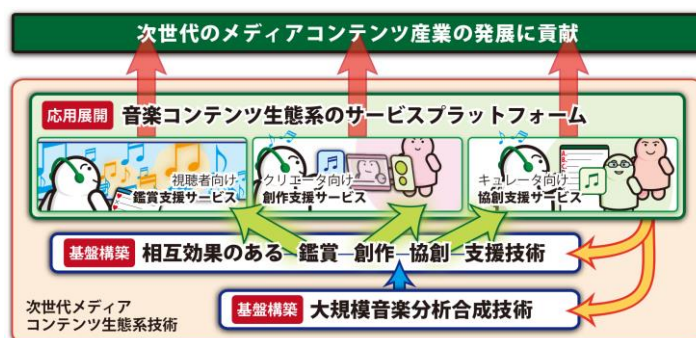 次世代のメディアコンテンツ産業の発展に貢献
応用展開 音楽コンテンツ生態系のサービスプラットフォーム
視聴者向け
鑑賞支援サービス
クリエータ向け
創作支援サービス
キュレータ向け
協創支援サービス
基盤構築 相互効果のある 鑑賞 創作 協創 支援技術
基盤構築 大規模音楽分析合成技術
次世代メディア
コンテンツ生態系技術